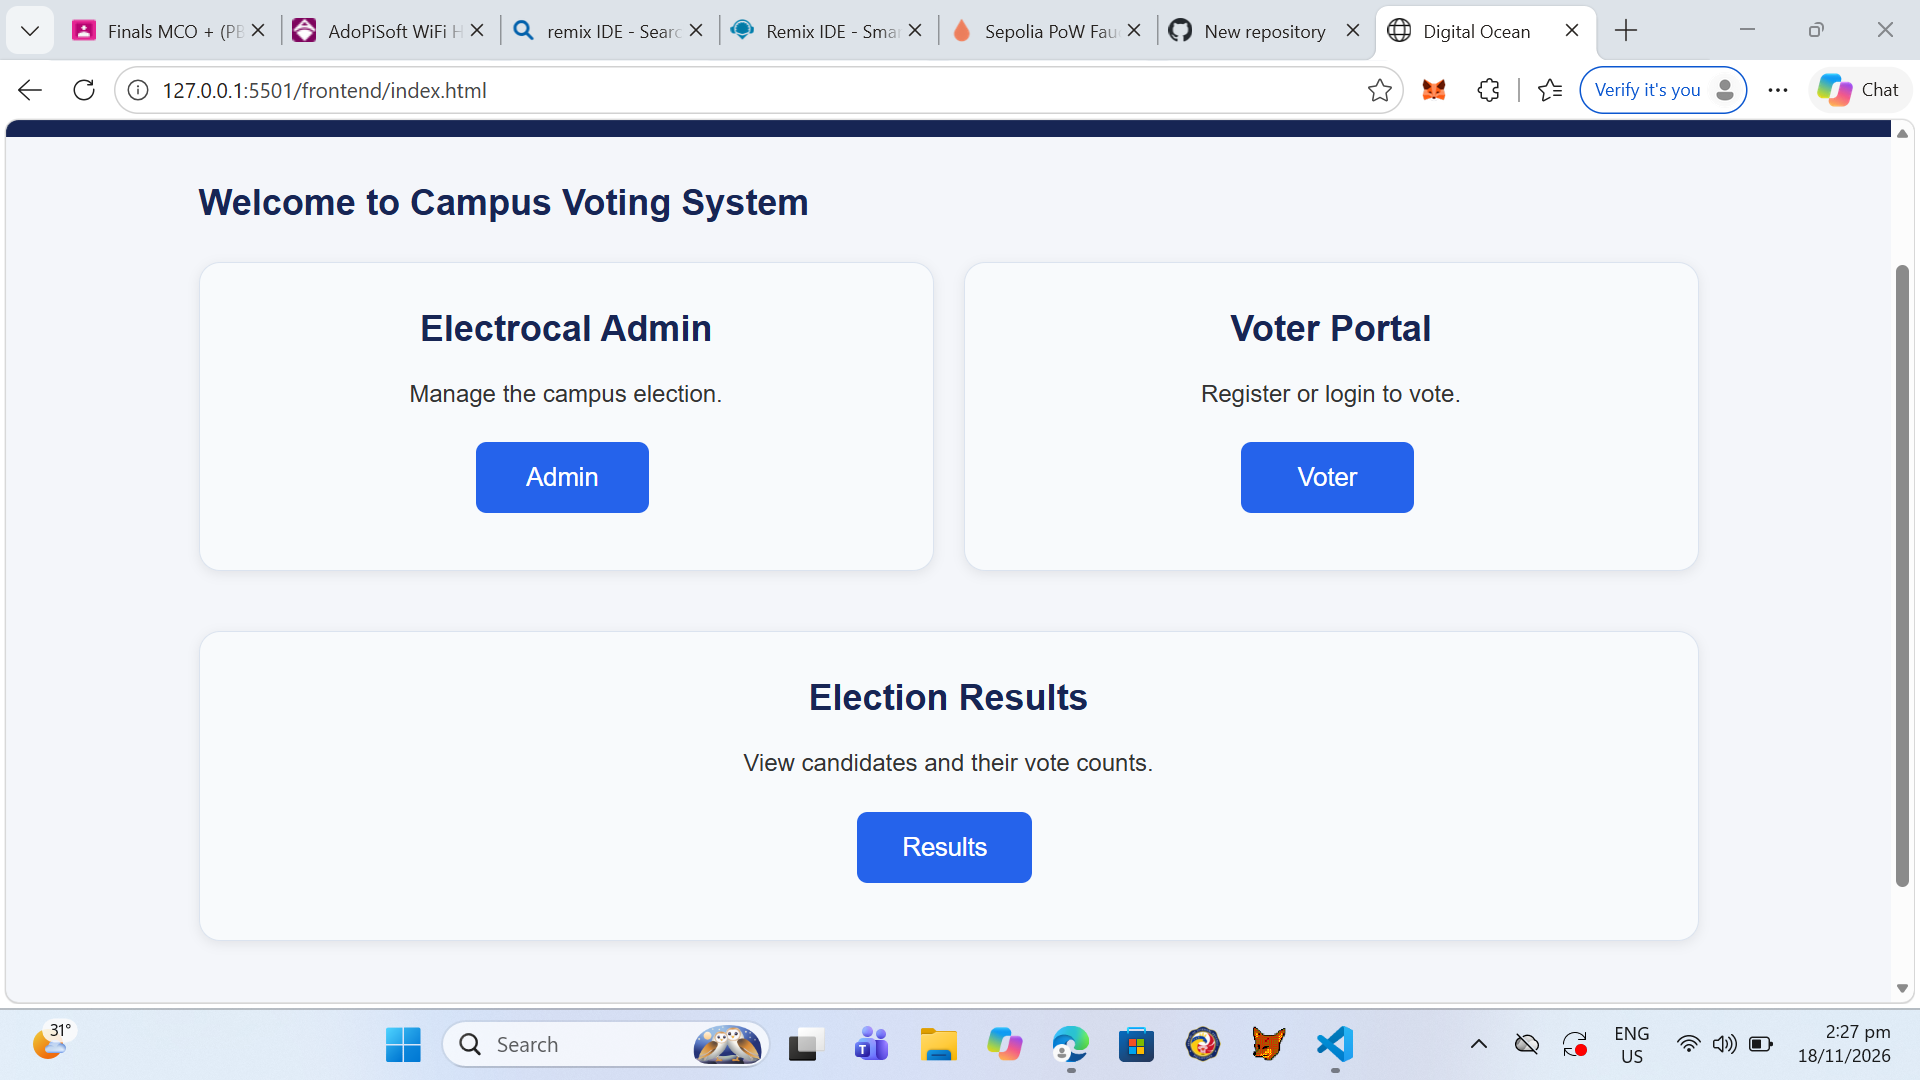 Finals MCO + (PB
AdoPiSoft WiFi H
remix IDE - Searc
Remix IDE - Smar
Sepolia PoW Fauc
New repository
Digital Ocean
127.0.0.1:5501/frontend/index.html
Verify it's you
Chat
Welcome to Campus Voting System
Electrocal Admin
Manage the campus election.
Admin
Voter Portal
Register or login to vote.
Voter
Election Results
View candidates and their vote counts.
Results
31°
Search
ENG
US
2:27 pm
18/11/2026